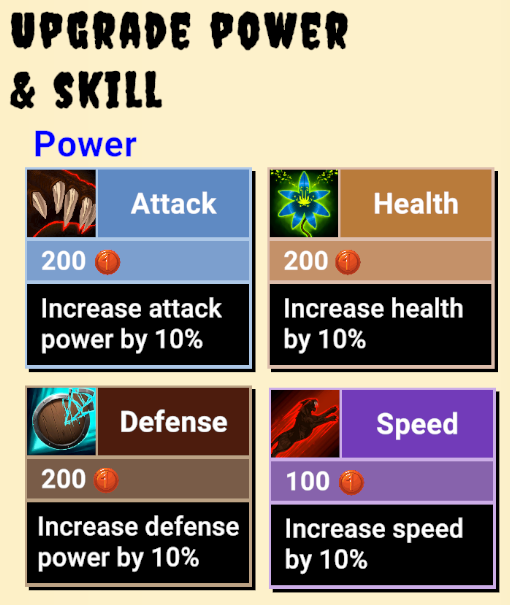 UPGRADE POWER
& SKILL
Power
Attack
200
Increase attack
power by 10%
Health
200
Increase health
by 10%
Defense
200
Increase defense
power by 10%
Speed
100
Increase speed
by 10%